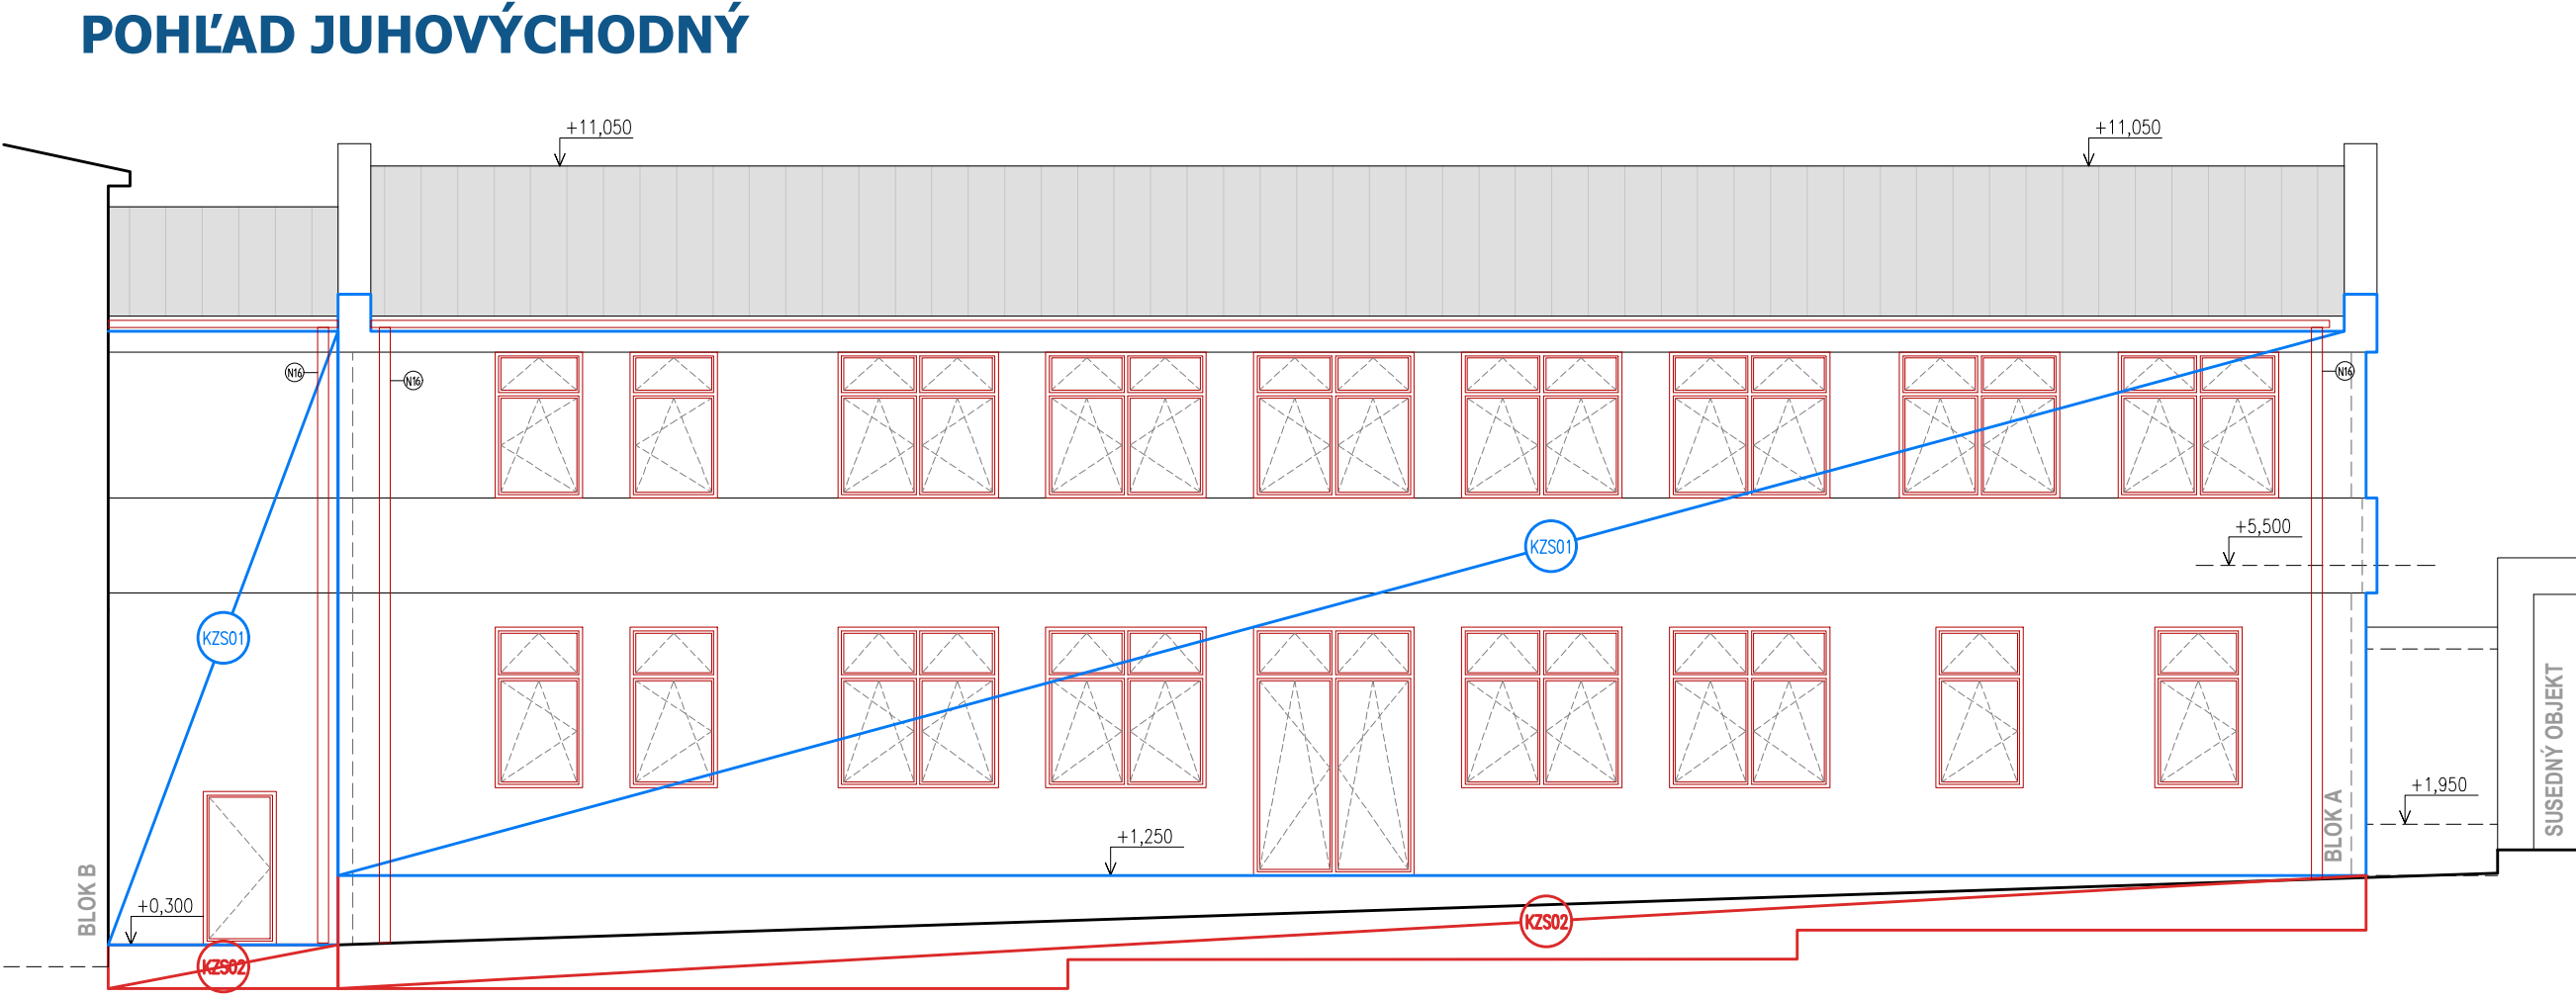 POHĽAD JUHOVÝCHODNÝ
+11,050
+11,050
N16
N16
N16
+5,500
KZS01
KZS01
+1,950
+1,250
+0,300
BLOK B
BLOK A
SUSEDNÝ OBJEKT
KZS02
KZS02